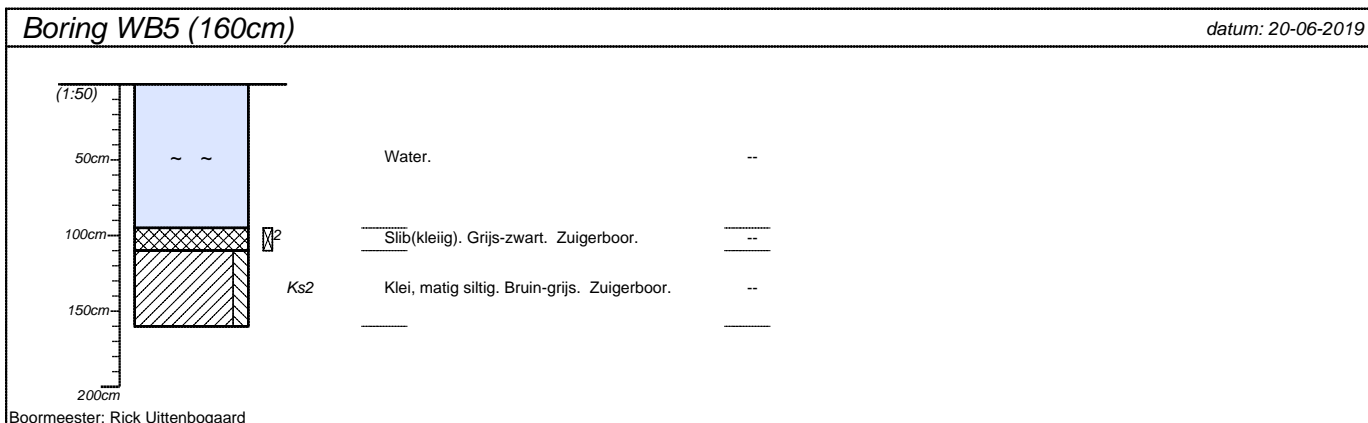 Boring WB5 (160cm) datum: 20-06-2019
(1:50)
50cm ~ ~ Water. --
100cm 2 Slib(kleiig). Grijs-zwart. Zuigerboor. --
Ks2 Klei, matig siltig. Bruin-grijs. Zuigerboor. --
150cm
200cm
Boormeester: Rick Uittenbogaard